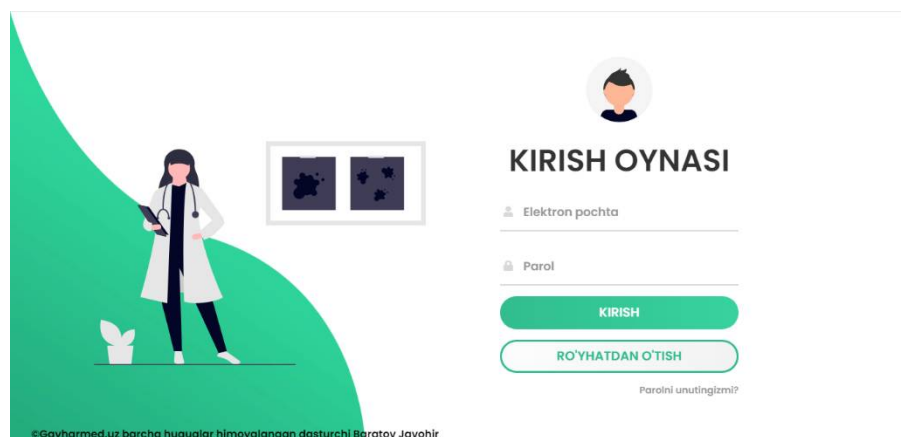 KIRISH OYNASI
Elektron pochta
Parol
KIRISH
RO'YHATDAN O'TISH
Parolni unutingizmi?
©Gavharmed.uz barcha huquqlar himoyalangan dasturchi Baratov Javohir